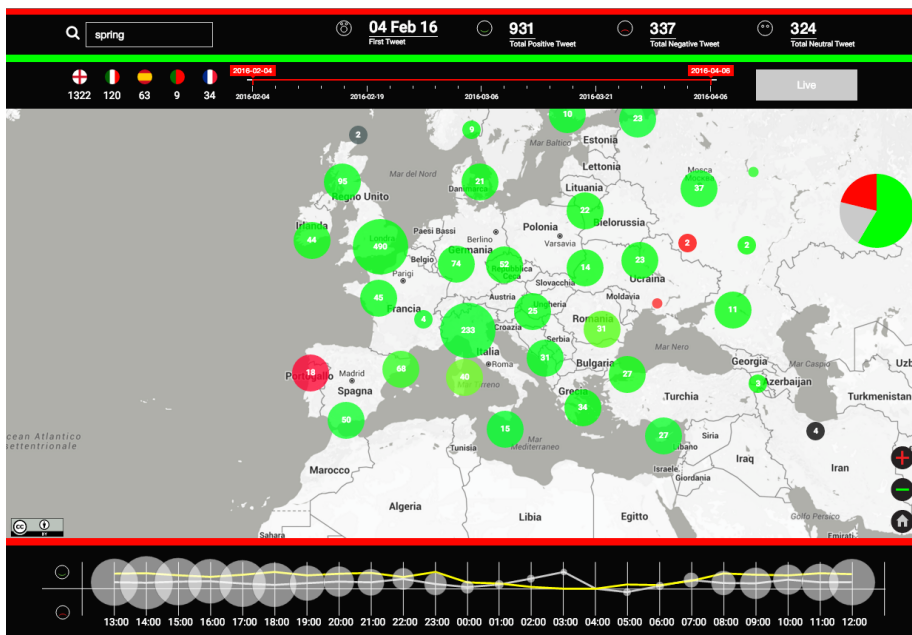 spring
04 Feb 16
First Tweet
931
Total Positive Tweet
337
Total Negative Tweet
324
Total Neutral Tweet
1322 120 63 9 34
2016-02-04 2016-04-06
2016-02-04 2016-02-19 2016-03-06 2016-03-21 2016-04-06
Live
2 9 10 23
Estonia
Mar Baltico
Mosca
Москва
Lettonia
Mar del Nord
95
21
Danimarca
37
Regno Unito
Lituania
22
Bielorussia
Irlanda
44
Londra
490
Paesi Bassi
Berlino
Polonia
Varsavia
2
2
Germania
Belgio
74
52
Repubblica
Ceca
14
23
Ucraina
Parigi
Slovacchia
45
Francia
4
Austria
Ungheria
25
Moldavia
233
Croazia
Romania
31
11
Italia
Serbia
Roma
31
Mar Nero
Bulgaria
Georgia
Mar Caspio
Uzb
Portogallo
18
Madrid
Spagna
68
40
Mar Tirreno
27
3
Azerbaijan
Turchia
Turkmenistan
Grecia
34
50
15
27
4
Oceano Atlantico
settentrionale
Tunisia
Mar
Mediterraneo
Siria
Libano
Iraq
Iran
Marocco
Israele
Giordania
Algeria
Libia
Egitto
Golfo Persico
Sahara
Emirati
cc
BY
13:00 14:00 15:00 16:00 17:00 18:00 19:00 20:00 21:00 22:00 23:00 00:00 01:00 02:00 03:00 04:00 05:00 06:00 07:00 08:00 09:00 10:00 11:00 12:00